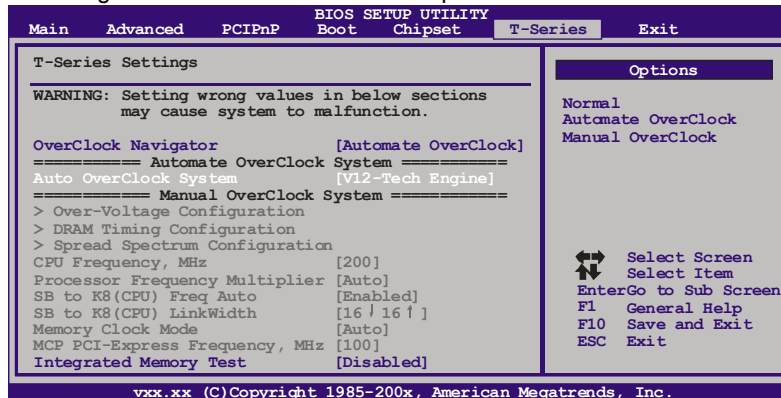 BIOS SETUP UTILITY
Main Advanced PCIPnP Boot Chipset T-Series Exit
T-Series Settings
WARNING: Setting wrong values in below sections
may cause system to malfunction.
OverClock Navigator [Automate OverClock]
=========== Automate OverClock System ===========
Auto OverClock System [V12-Tech Engine]
============ Manual OverClock System ============
> Over-Voltage Configuration
> DRAM Timing Configuration
> Spread Spectrum Configuration
CPU Frequency, MHz [200]
Processor Frequency Multiplier [Auto]
SB to K8(CPU) Freq Auto [Enabled]
SB to K8(CPU) LinkWidth [16 ↓ 16 ↑ ]
Memory Clock Mode [Auto]
MCP PCI-Express Frequency, MHz [100]
Integrated Memory Test [Disabled]
Options
Normal
Automate OverClock
Manual OverClock
Select Screen
Select Item
EnterGo to Sub Screen
F1 General Help
F10 Save and Exit
ESC Exit
vxx.xx (C)Copyright 1985-200x, American Megatrends, Inc.